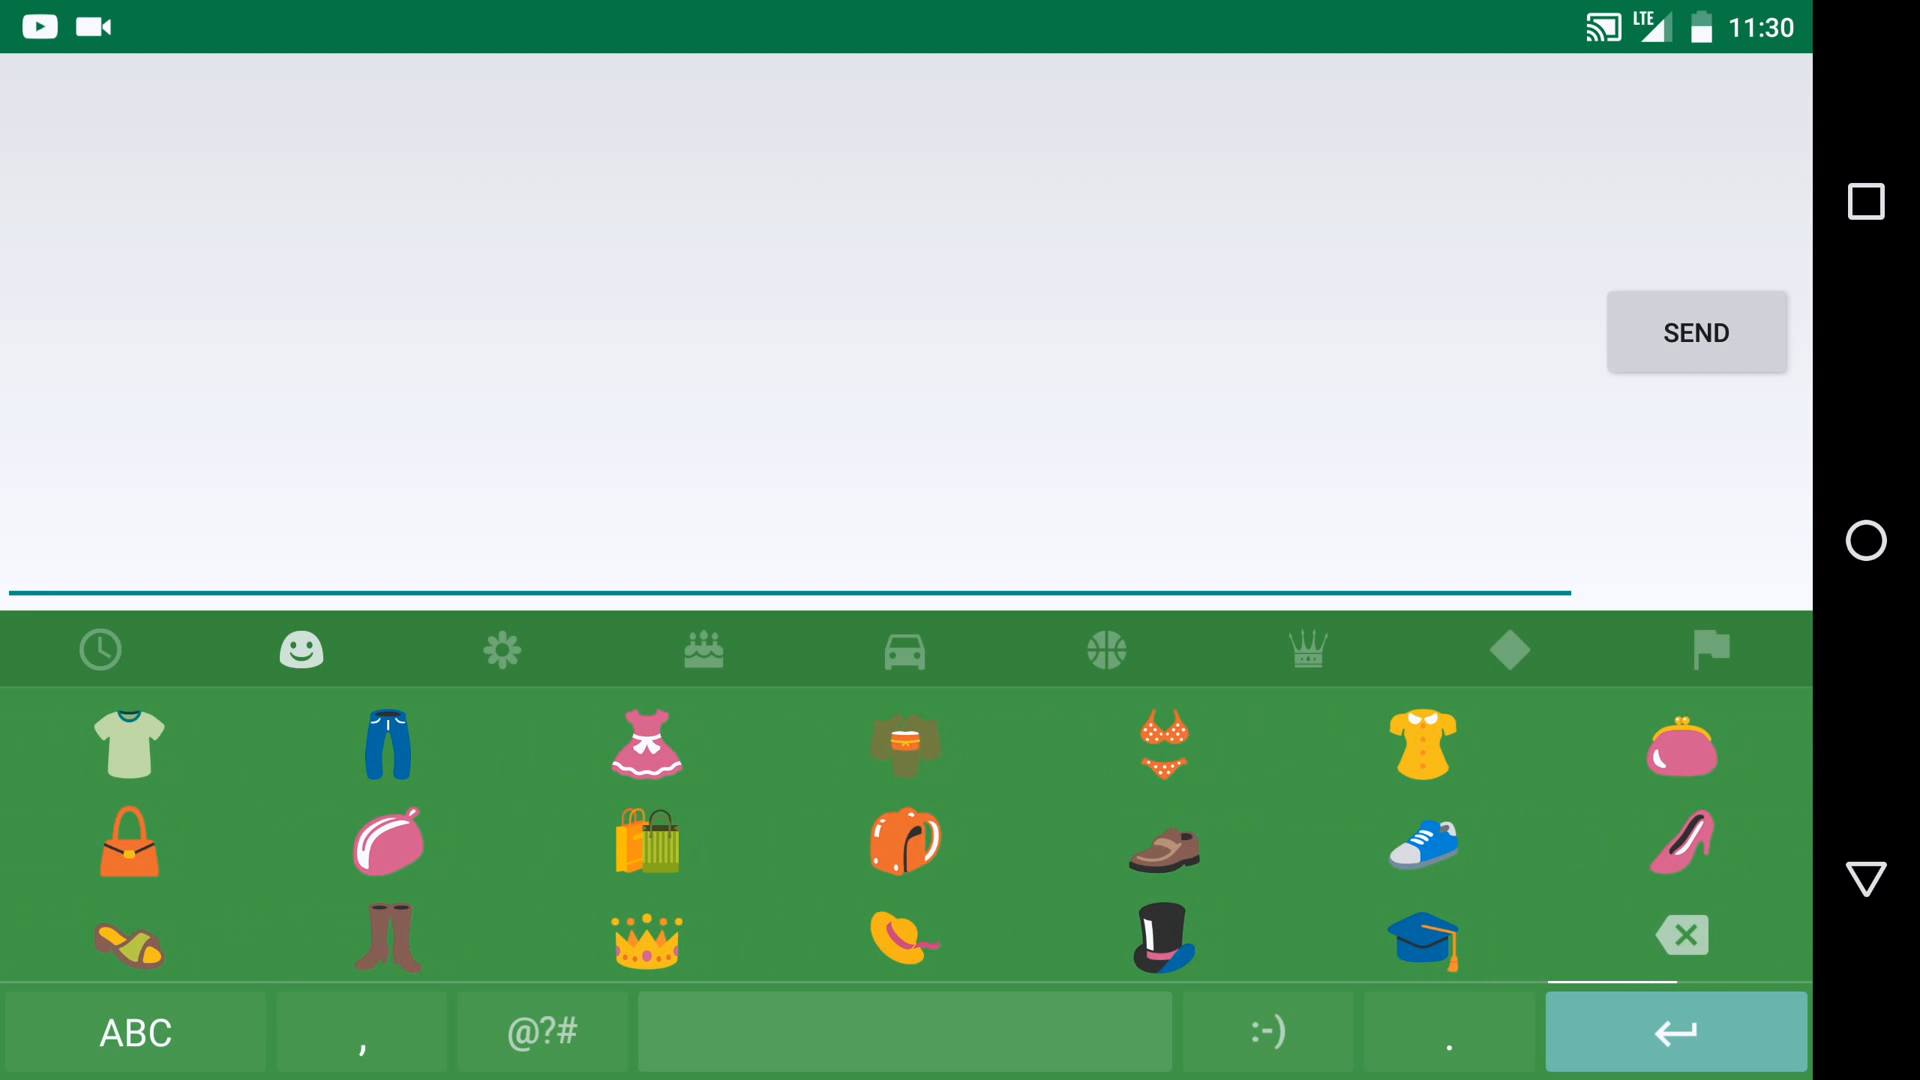 LTE 11:30
SEND
ABC , @?# :-) .